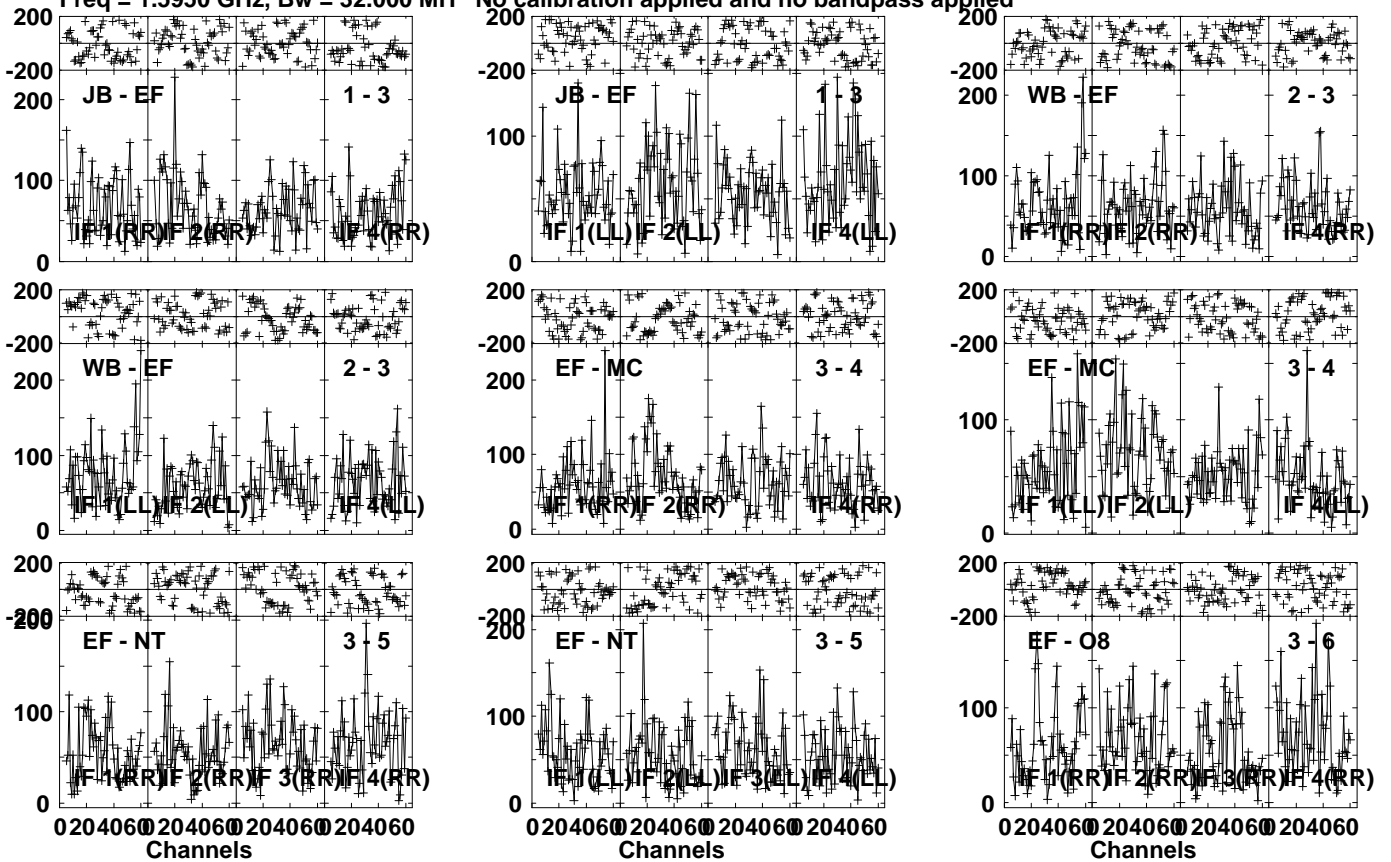 Freq = 1.5950 GHz, Bw = 32.000 MH No calibration applied and no bandpass applied
200
-200
JB - EF 1 - 3
200
100
0
IF 1(RR) IF 2(RR) IF 4(RR)
JB - EF 1 - 3
100
0
IF 1(LL) IF 2(LL) IF 4(LL)
200
-200
WB - EF 2 - 3
200
100
0
IF 1(RR) IF 2(RR) IF 4(RR)
200
-200
WB - EF 2 - 3
200
100
0
IF 1(LL) IF 2(LL) IF 4(LL)
EF - MC 3 - 4
200
100
0
IF 1(RR) IF 2(RR) IF 4(RR)
200
-200
EF - MC 3 - 4
100
0
IF 1(LL) IF 2(LL) IF 4(LL)
200
-200
200
EF - NT 3 - 5
100
0
IF 1(RR) IF 2(RR) IF 3(RR) IF 4(RR)
0 20 40 60 0 20 40 60 0 20 40 60 0 20 40 60
Channels
EF - NT 3 - 5
200
100
0
IF 1(LL) IF 2(LL) IF 3(LL) IF 4(LL)
0 20 40 60 0 20 40 60 0 20 40 60 0 20 40 60
Channels
200
-200
EF - O8 3 - 6
100
0
IF 1(RR) IF 2(RR) IF 3(RR) IF 4(RR)
0 20 40 60 0 20 40 60 0 20 40 60 0 20 40 60
Channels